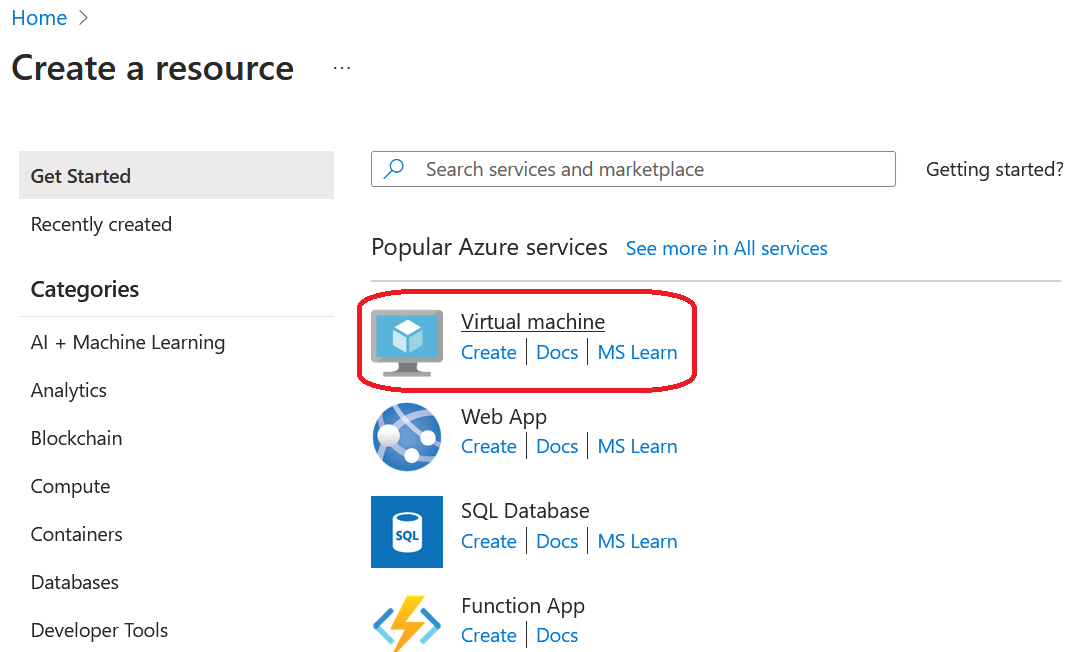 Home >
Create a resource ...
Get Started
Recently created
Categories
AI + Machine Learning
Analytics
Blockchain
Compute
Containers
Databases
Developer Tools
Search services and marketplace
Getting started?
Popular Azure services See more in All services
Virtual machine
Create | Docs | MS Learn
Web App
Create | Docs | MS Learn
SQL
SQL Database
Create | Docs | MS Learn
Function App
Create | Docs